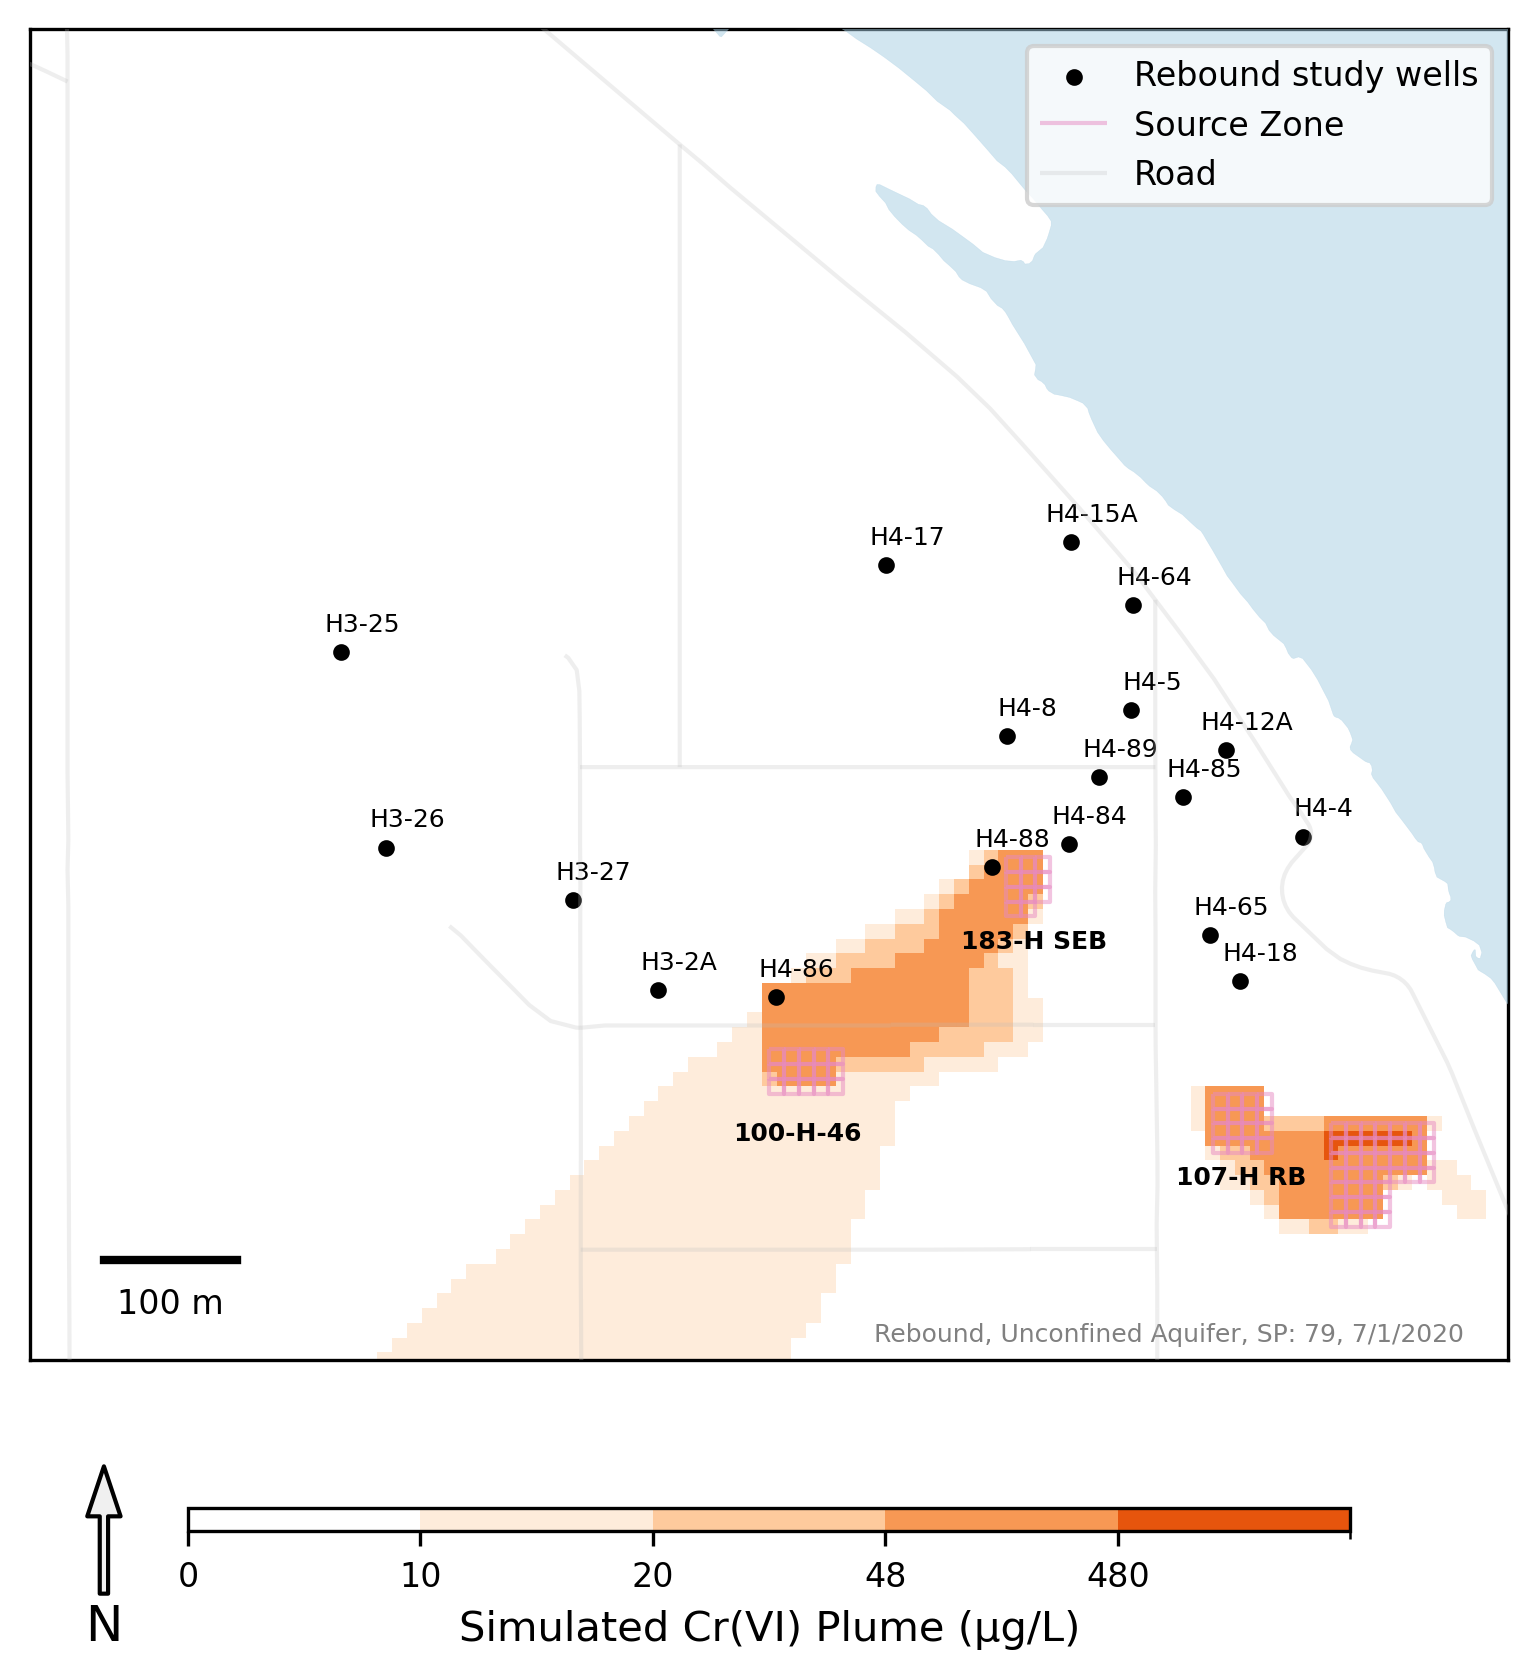 Rebound study wells
Source Zone
Road
H4-15A
H4-17
H4-64
H3-25
H4-5
H4-8
H4-12A
H4-89
H4-85
H4-4
H3-26
H4-84
H4-88
H3-27
H4-65
183-H SEB
H4-18
H3-2A
H4-86
100-H-46
107-H RB
100 m
Rebound, Unconfined Aquifer, SP: 79, 7/1/2020
0 10 20 48 480
N
Simulated Cr(VI) Plume (μg/L)